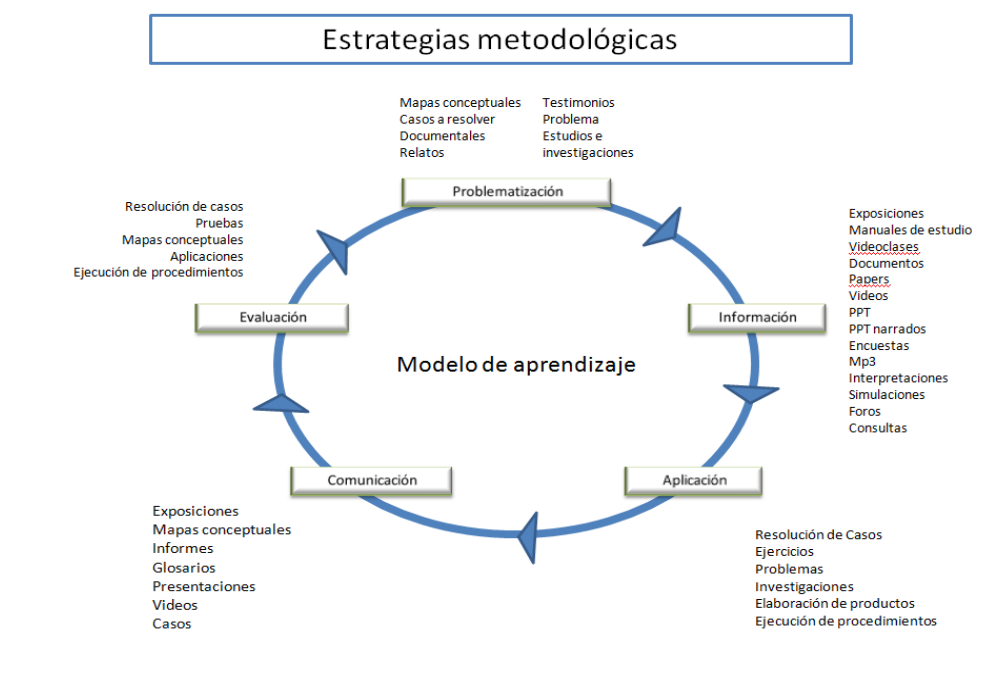 Estrategias metodológicas
Mapas conceptuales
Casos a resolver
Documentales
Relatos
Testimonios
Problema
Estudios e
investigaciones
Problematización
Exposiciones
Manuales de estudio
Videoclases
Documentos
Papers
Videos
PPT
PPT narrados
Encuestas
Mp3
Interpretaciones
Simulaciones
Foros
Consultas
Información
Resolución de casos
Pruebas
Mapas conceptuales
Aplicaciones
Ejecución de procedimientos
Evaluación
Modelo de aprendizaje
Comunicación
Exposiciones
Mapas conceptuales
Informes
Glosarios
Presentaciones
Videos
Casos
Aplicación
Resolución de Casos
Ejercicios
Problemas
Investigaciones
Elaboración de productos
Ejecución de procedimientos